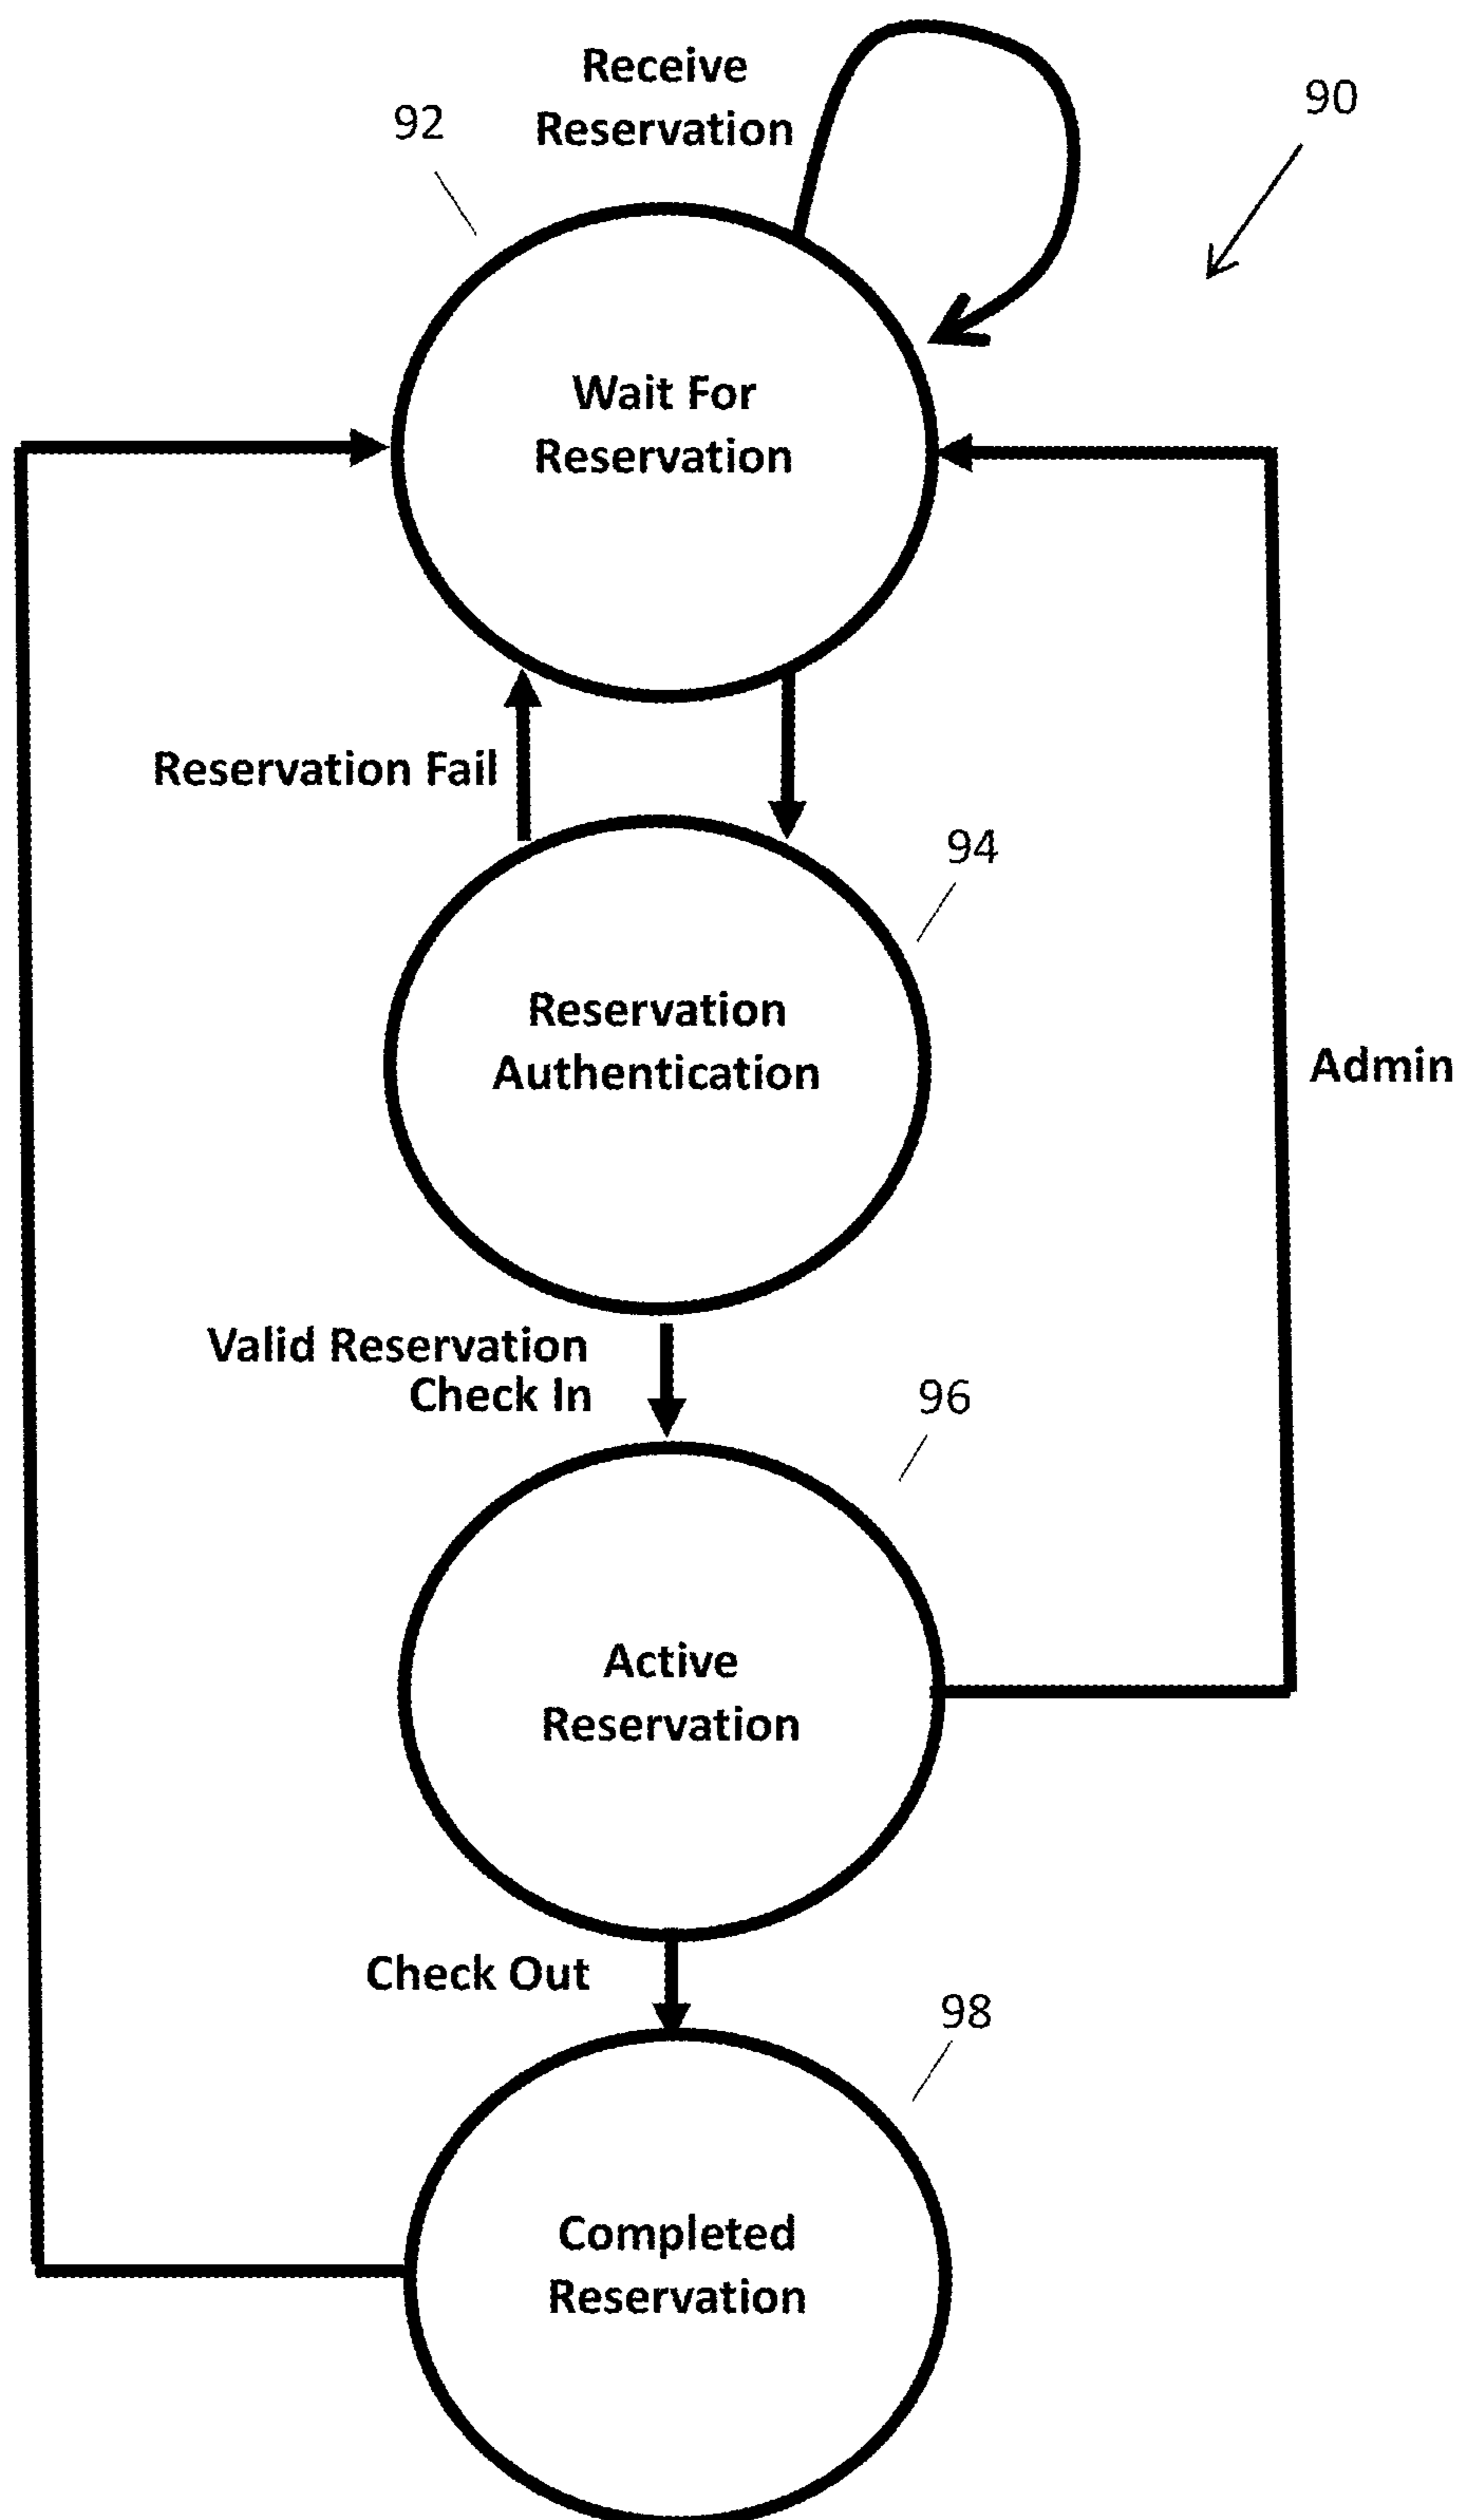 Receive
Reservation
92
90
Wait For
Reservation
Reservation Fail
94
Reservation
Authentication
Admin
Valid Reservation
Check In
96
Active
Reservation
Check Out
98
Completed
Reservation